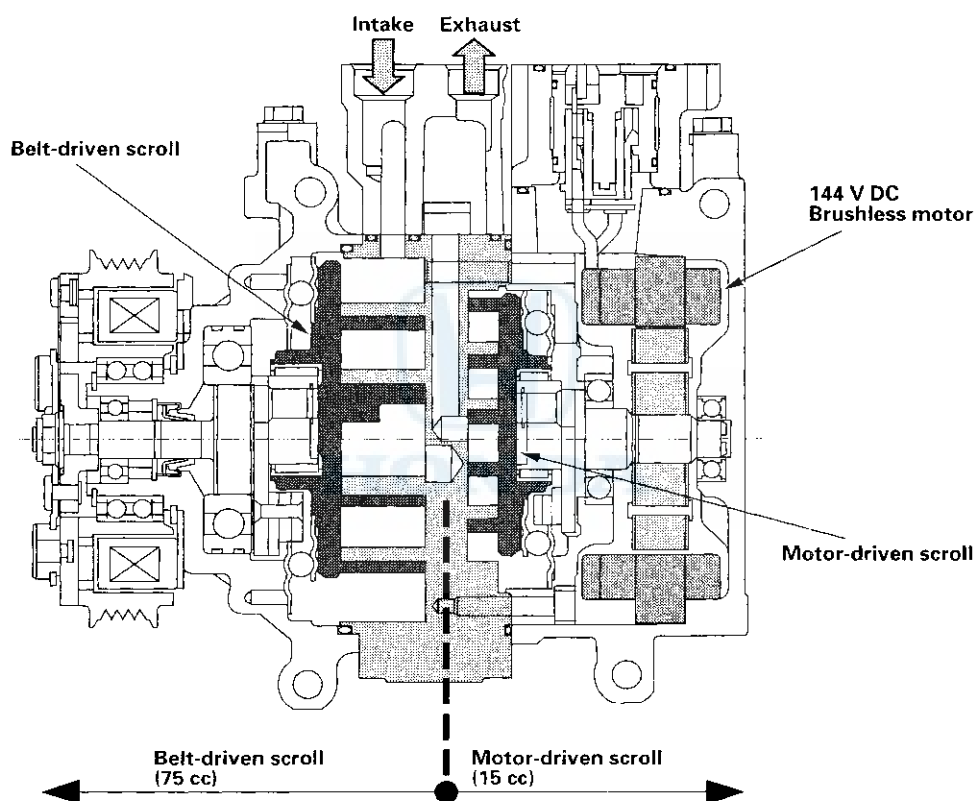 Intake Exhaust
Belt-driven scroll
144 V DC
Brushless motor
Motor-driven scroll
Belt-driven scroll
(75 cc)
Motor-driven scroll
(15 cc)